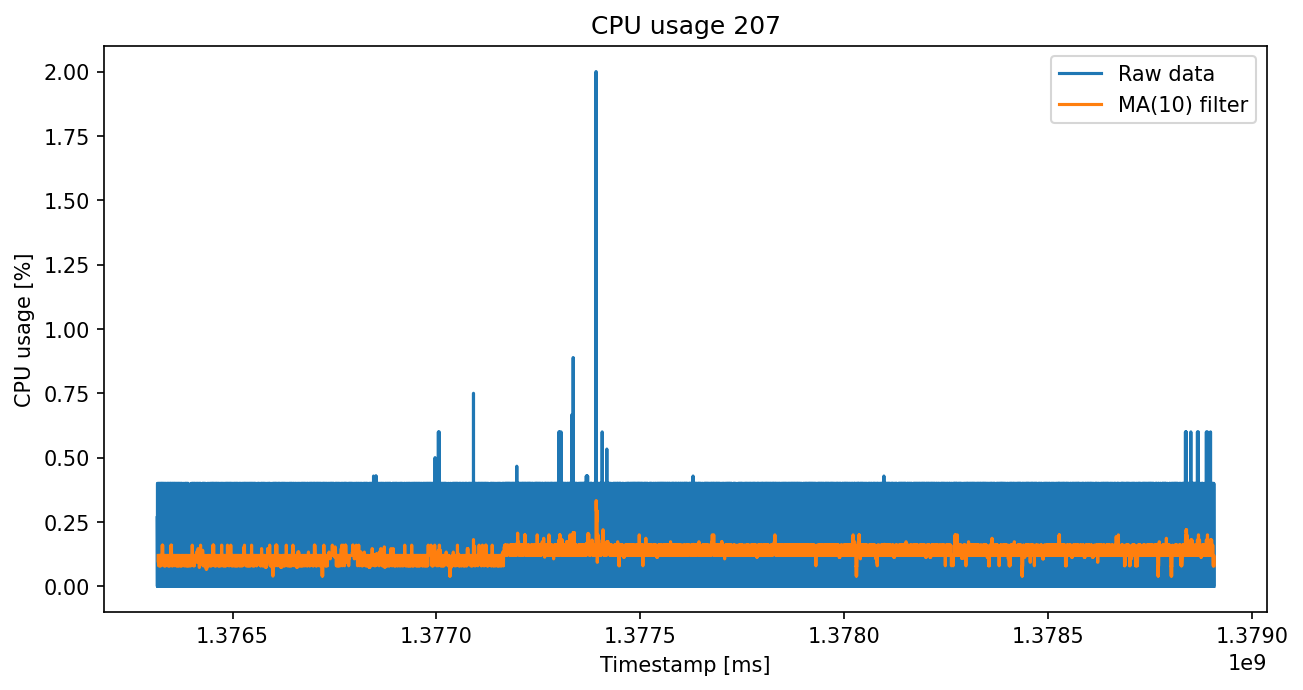 CPU usage 207
Raw data
MA(10) filter
CPU usage [%]
2.00
1.75
1.50
1.25
1.00
0.75
0.50
0.25
0.00
1.3765 1.3770 1.3775 1.3780 1.3785 1.3790
1e9
Timestamp [ms]